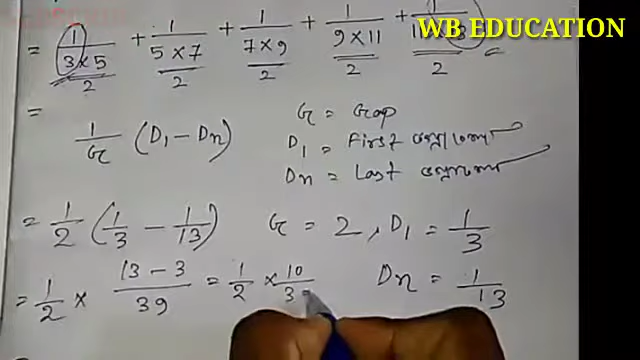 WB EDUCATION
= 1/(3×5) + 1/(5×7) + 1/(7×9) + 1/(9×11) + 1/
2 2 2 2 2
= G = Gap
1/G (D1 - Dn) D1 = First
Dn = Last
= 1/2 (1/3 - 1/13) G = 2, D1 = 1/3
= 1/2 × (13 - 3)/39 = 1/2 × 10/3 Dn = 1/13